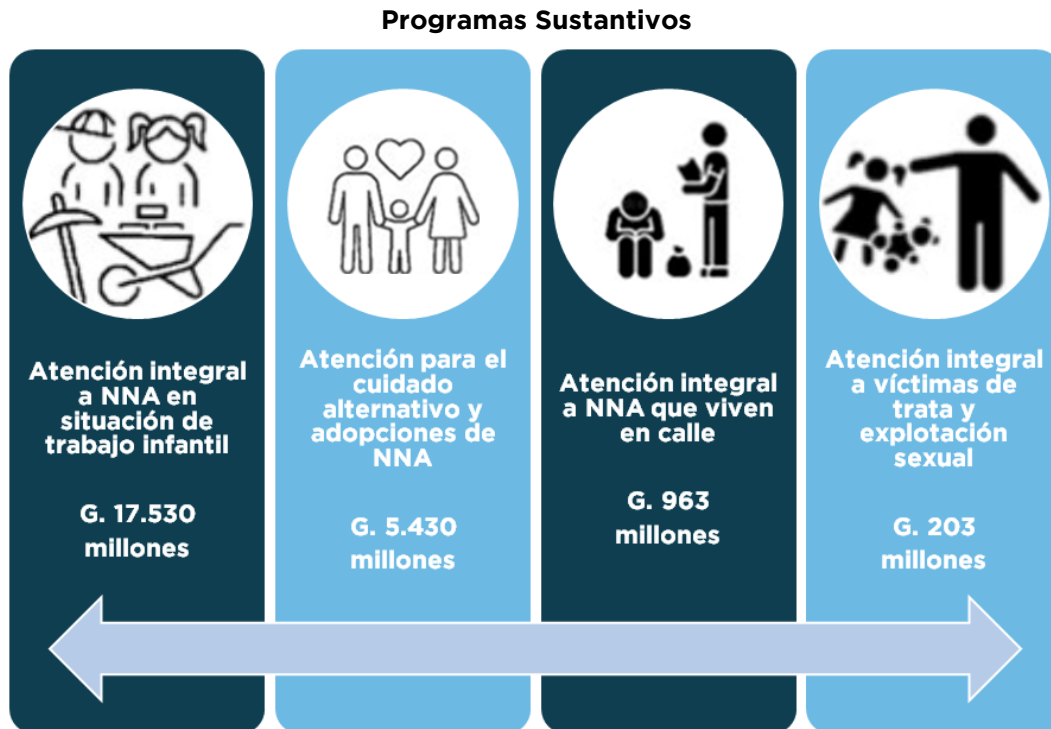 Programas Sustantivos
Atención integral
a NNA en
situación de
trabajo infantil
G. 17.530
millones
Atención para el
cuidado
alternativo y
adopciones de
NNA
G. 5.430
millones
Atención integral
a NNA que viven
en calle
G. 963
millones
Atención integral
a víctimas de
trata y
explotación
sexual
G. 203
millones